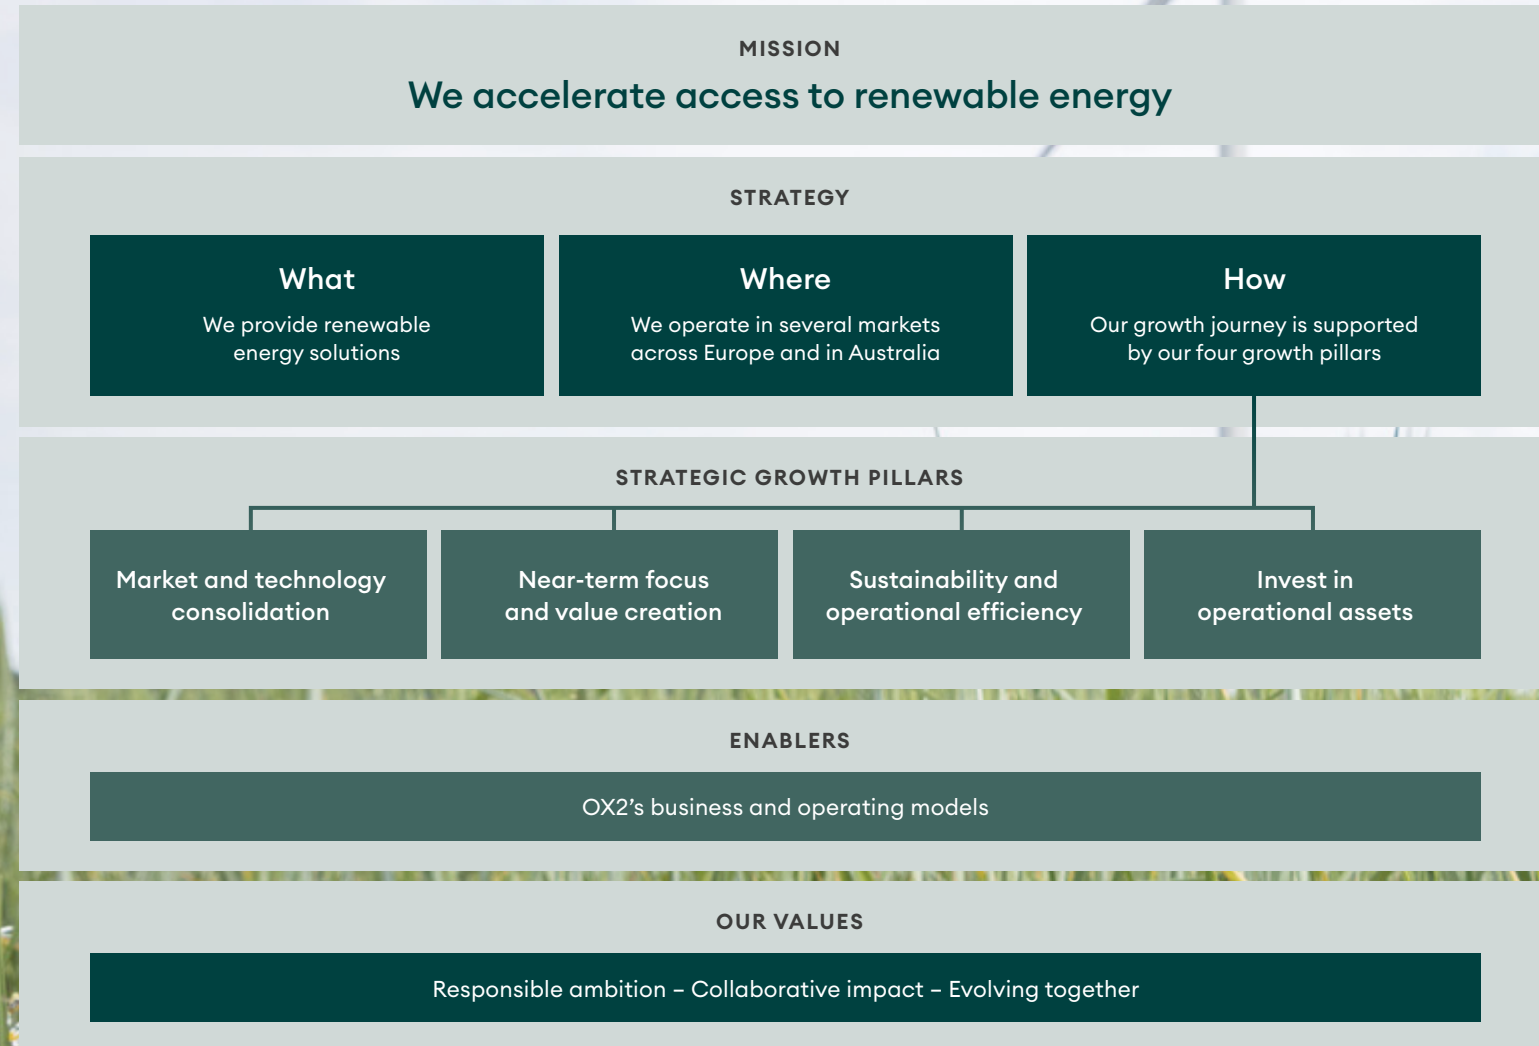 MISSION
We accelerate access to renewable energy
STRATEGY
What
We provide renewable
energy solutions
Where
We operate in several markets
across Europe and in Australia
How
Our growth journey is supported
by our four growth pillars
STRATEGIC GROWTH PILLARS
Market and technology
consolidation
Near-term focus
and value creation
Sustainability and
operational efficiency
Invest in
operational assets
ENABLERS
OX2’s business and operating models
OUR VALUES
Responsible ambition – Collaborative impact – Evolving together